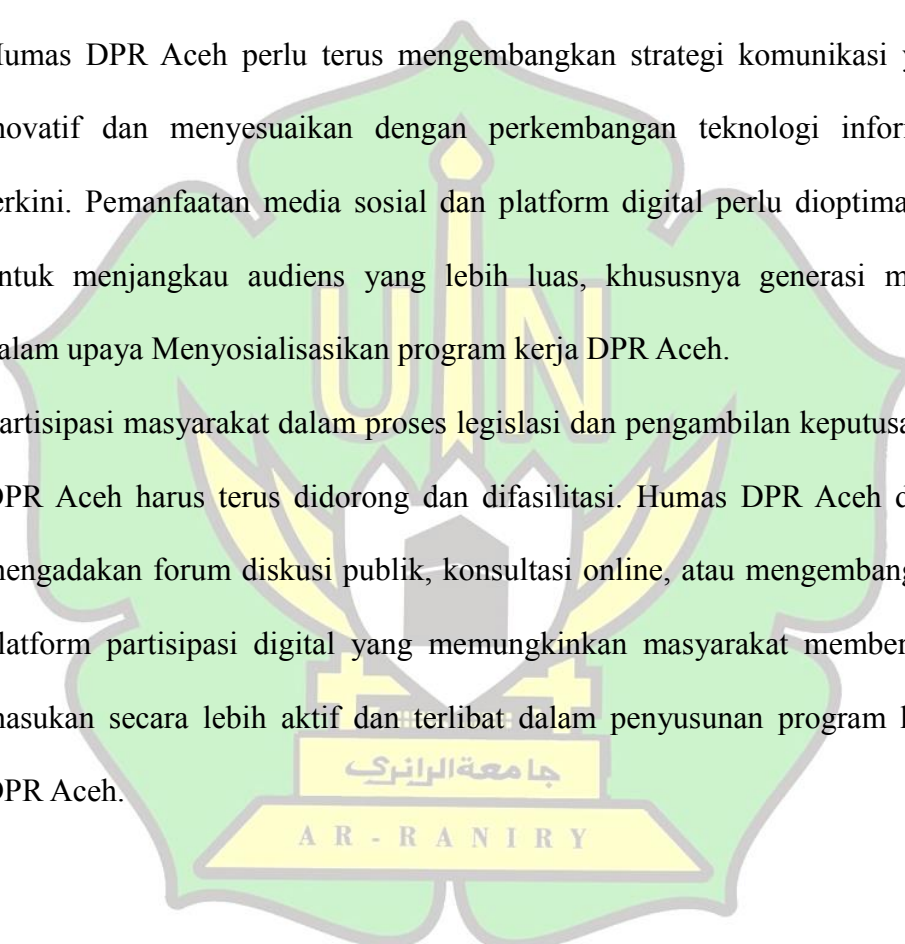 Humas DPR Aceh perlu terus mengembangkan strategi komunikasi y
novatif dan menyesuaikan dengan perkembangan teknologi infor
erkini. Pemanfaatan media sosial dan platform digital perlu dioptima
ntuk menjangkau audiens yang lebih luas, khususnya generasi m
alam upaya Menyosialisasikan program kerja DPR Aceh.
artisipasi masyarakat dalam proses legislasi dan pengambilan keputusa
DPR Aceh harus terus didorong dan difasilitasi. Humas DPR Aceh d
mengadakan forum diskusi publik, konsultasi online, atau mengembang
latform partisipasi digital yang memungkinkan masyarakat member
masukan secara lebih aktif dan terlibat dalam penyusunan program
DPR Aceh.
UIN
جامعة الرانري
AR-RANIRY